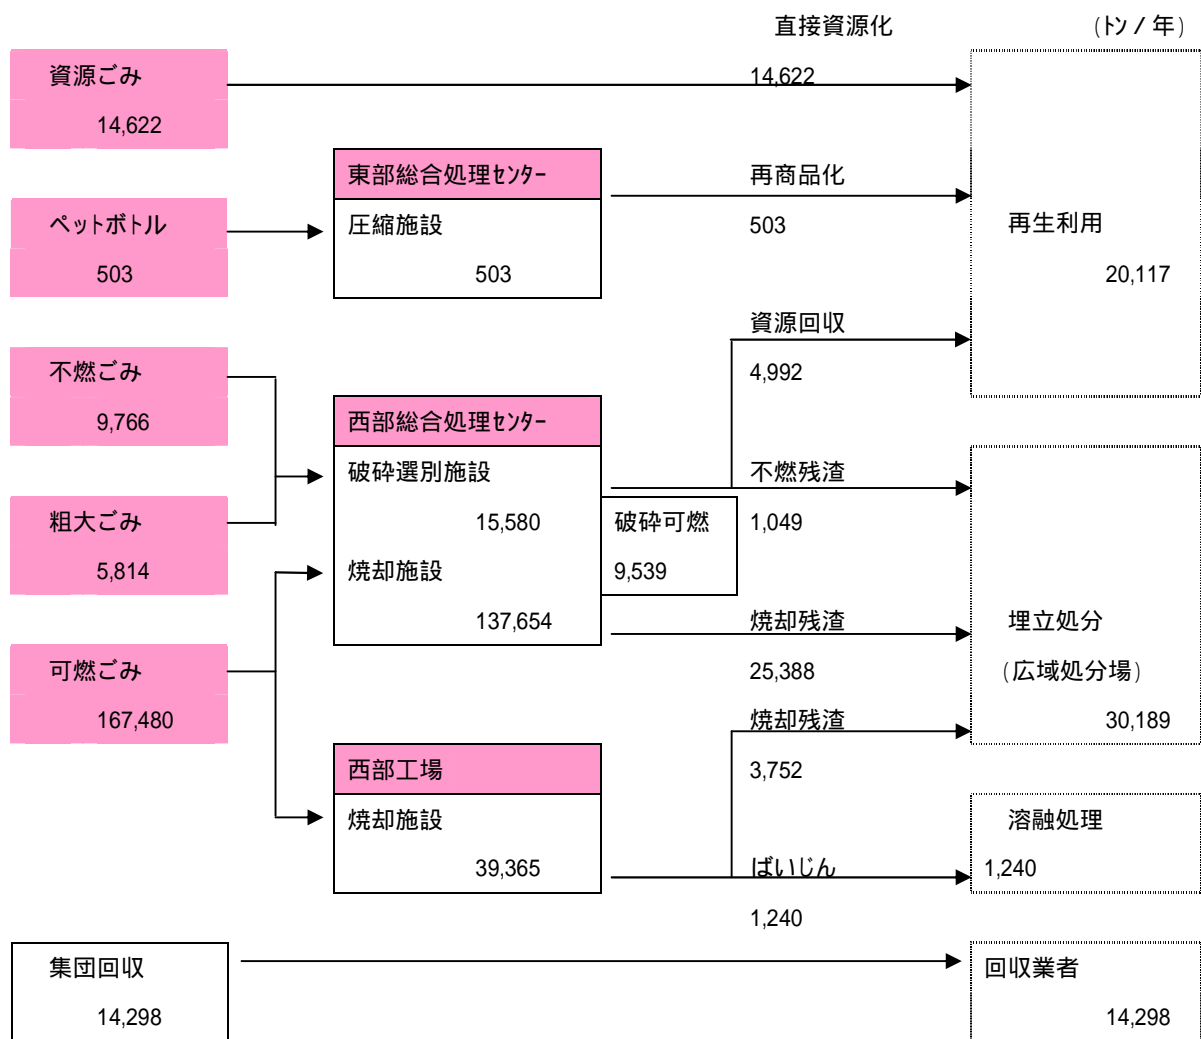 直接資源化 (ﾄﾝ / 年)
資源ごみ
14,622
14,622
東部総合処理ｾﾝﾀｰ
再商品化
ペットボトル
503
圧縮施設
503
503
再生利用
20,117
資源回収
4,992
不燃ごみ
9,766
西部総合処理ｾﾝﾀｰ
破砕選別施設
15,580
不燃残渣
1,049
粗大ごみ
5,814
破砕可燃
9,539
焼却施設
137,654
焼却残渣
25,388
埋立処分
(広域処分場)
30,189
可燃ごみ
167,480
焼却残渣
3,752
西部工場
焼却施設
39,365
溶融処理
1,240
ばいじん
1,240
集団回収
14,298
回収業者
14,298